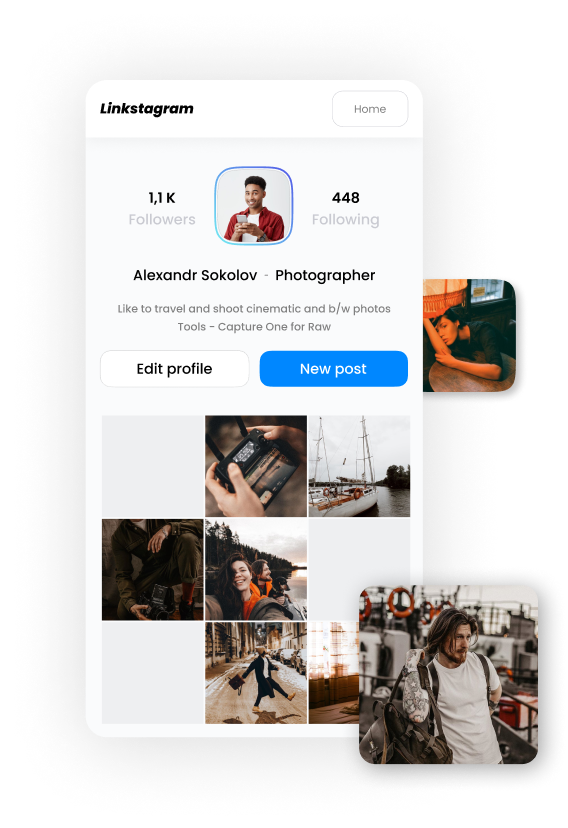 Linkstagram
Home
1,1 K
Followers
448
Following
Alexandr Sokolov - Photographer
Like to travel and shoot cinematic and b/w photos
Tools - Capture One for Raw
Edit profile
New post